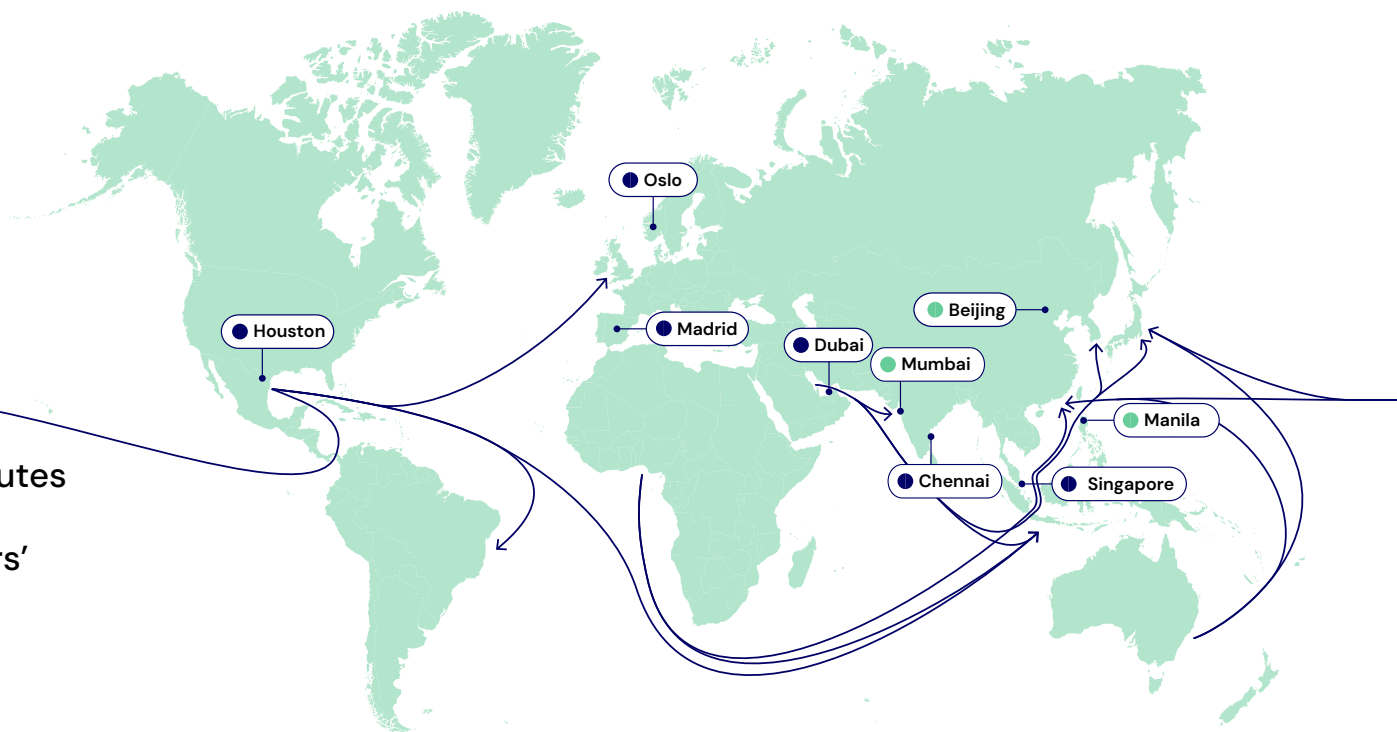 Oslo
Beijing
Houston
Madrid
Dubai
Mumbai
Manila
utes
Chennai
Singapore
rs’